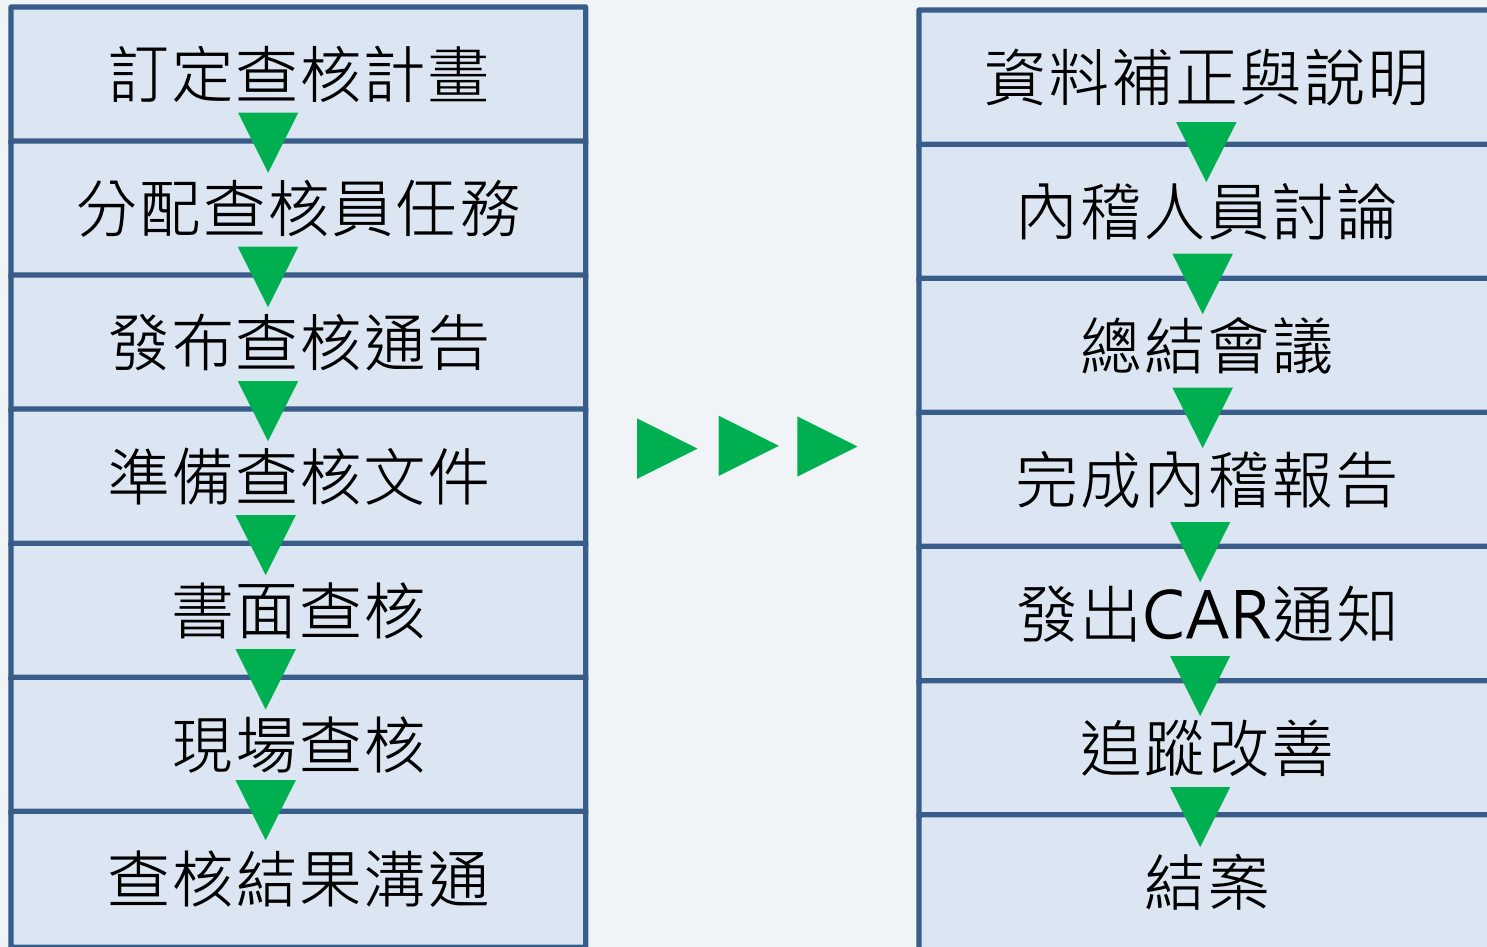 訂定查核計畫
分配查核員任務
發布查核通告
準備查核文件
書面查核
現場查核
查核結果溝通
資料補正與說明
內稽人員討論
總結會議
完成內稽報告
發出CAR通知
追蹤改善
結案